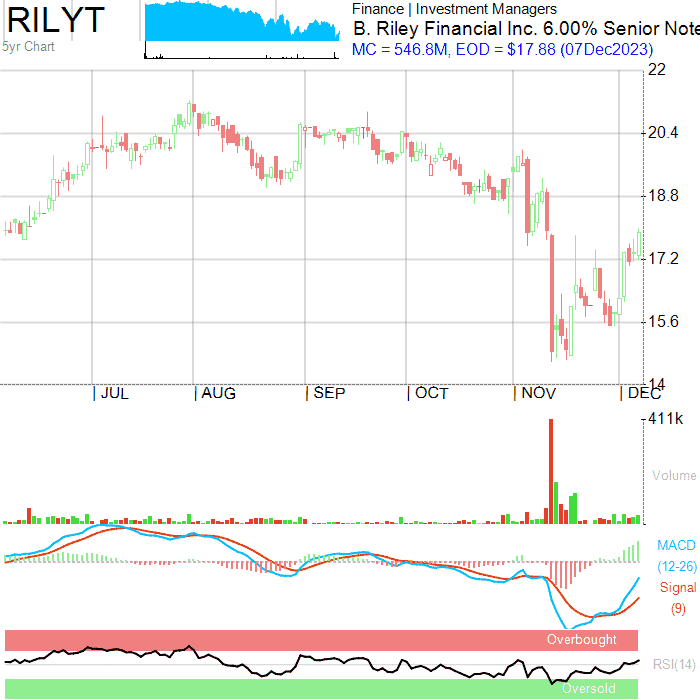 RILYT
5yr Chart
Finance | Investment Managers
B. Riley Financial Inc. 6.00% Senior Note
MC = 546.8M, EOD = $17.88 (07Dec2023)
22
20.4
18.8
17.2
15.6
14
JUL AUG SEP OCT NOV DEC
411k
Volume
MACD
(12-26)
Signal
(9)
Overbought
RSI(14)
Oversold